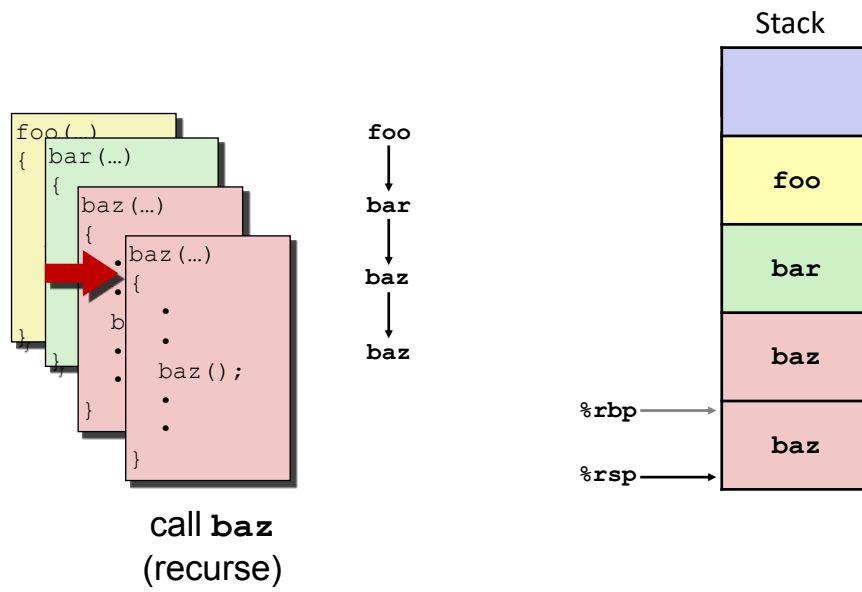 foo(…)
{
}
bar(…)
{
}
baz(…)
{
•
•
b
•
•
}
baz(…)
{
•
•
baz();
•
•
}
call baz
(recurse)
foo
bar
baz
baz
Stack
foo
bar
baz
baz
%rbp
%rsp